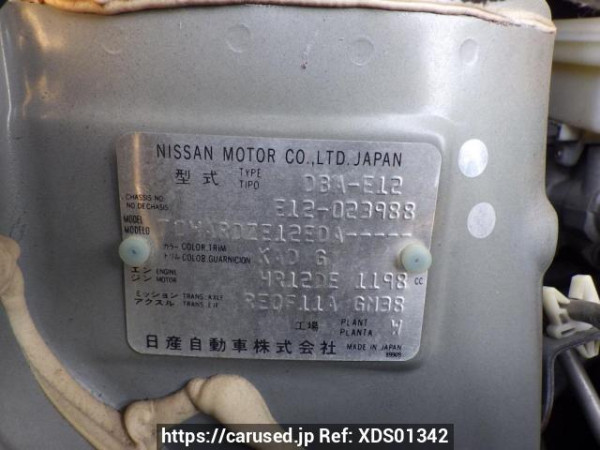 NISSAN MOTOR CO.,LTD.JAPAN
型式 TYPE TIPO DBA-E12
CHASSIS NO. NO DE CHASIS E12-023988
MODEL MODELO
カラー COLOR,TRIM
トリム COLOR,GUARNICION KAD G
エンジン ENGINE MOTOR HR12DE 1198 CC
ミッション TRANS. AXLE
アクスル TRANS. EJE RE0F11A GM38
工場 PLANT PLANTA W
日産自動車株式会社 MADE IN JAPAN
https://carused.jp Ref: XDS01342